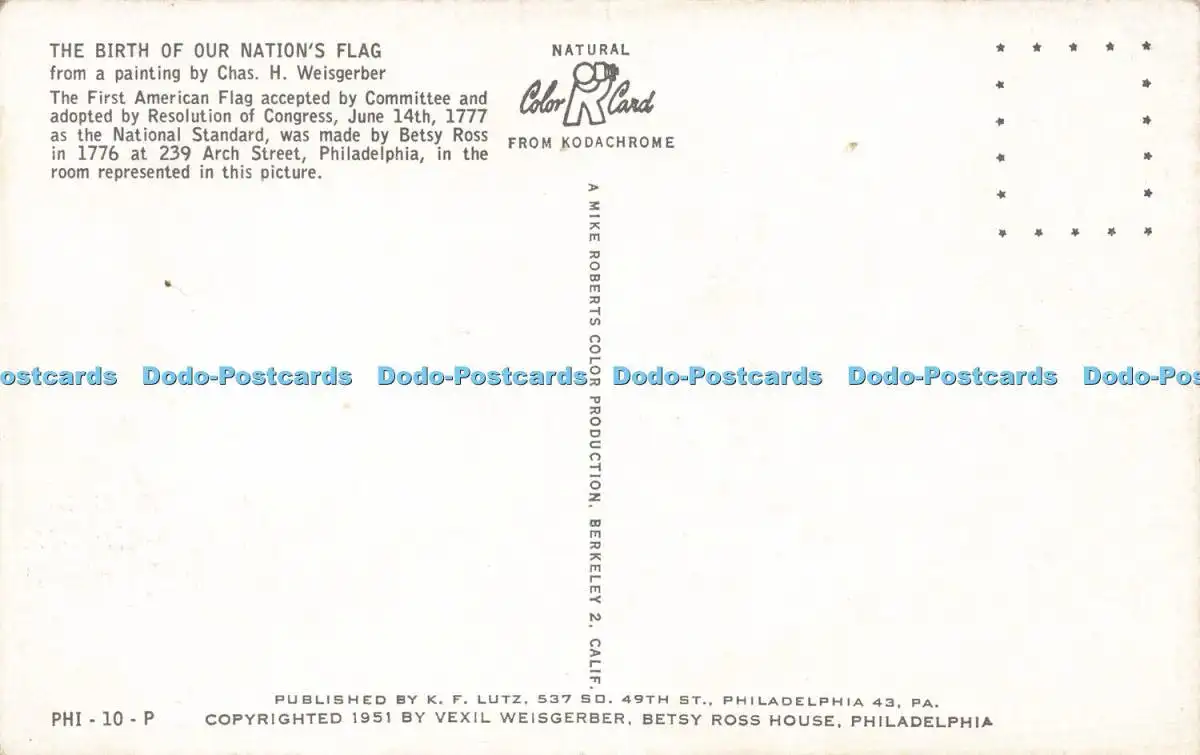 THE BIRTH OF OUR NATION'S FLAG
from a painting by Chas. H. Weisgerber
The First American Flag accepted by Committee and
adopted by Resolution of Congress, June 14th, 1777
as the National Standard, was made by Betsy Ross
in 1776 at 239 Arch Street, Philadelphia, in the
room represented in this picture.
NATURAL
Color Card
FROM KODACHROME
A MIKE ROBERTS COLOR PRODUCTION, BERKELEY 2, CALIF.
ostcards Dodo-Postcards Dodo-Postcards Dodo-Postcards Dodo-Postcards Dodo-Pos
PUBLISHED BY K. F. LUTZ, 537 SO. 49TH ST., PHILADELPHIA 43, PA.
PHI - 10 - P COPYRIGHTED 1951 BY VEXIL WEISGERBER, BETSY ROSS HOUSE, PHILADELPHIA